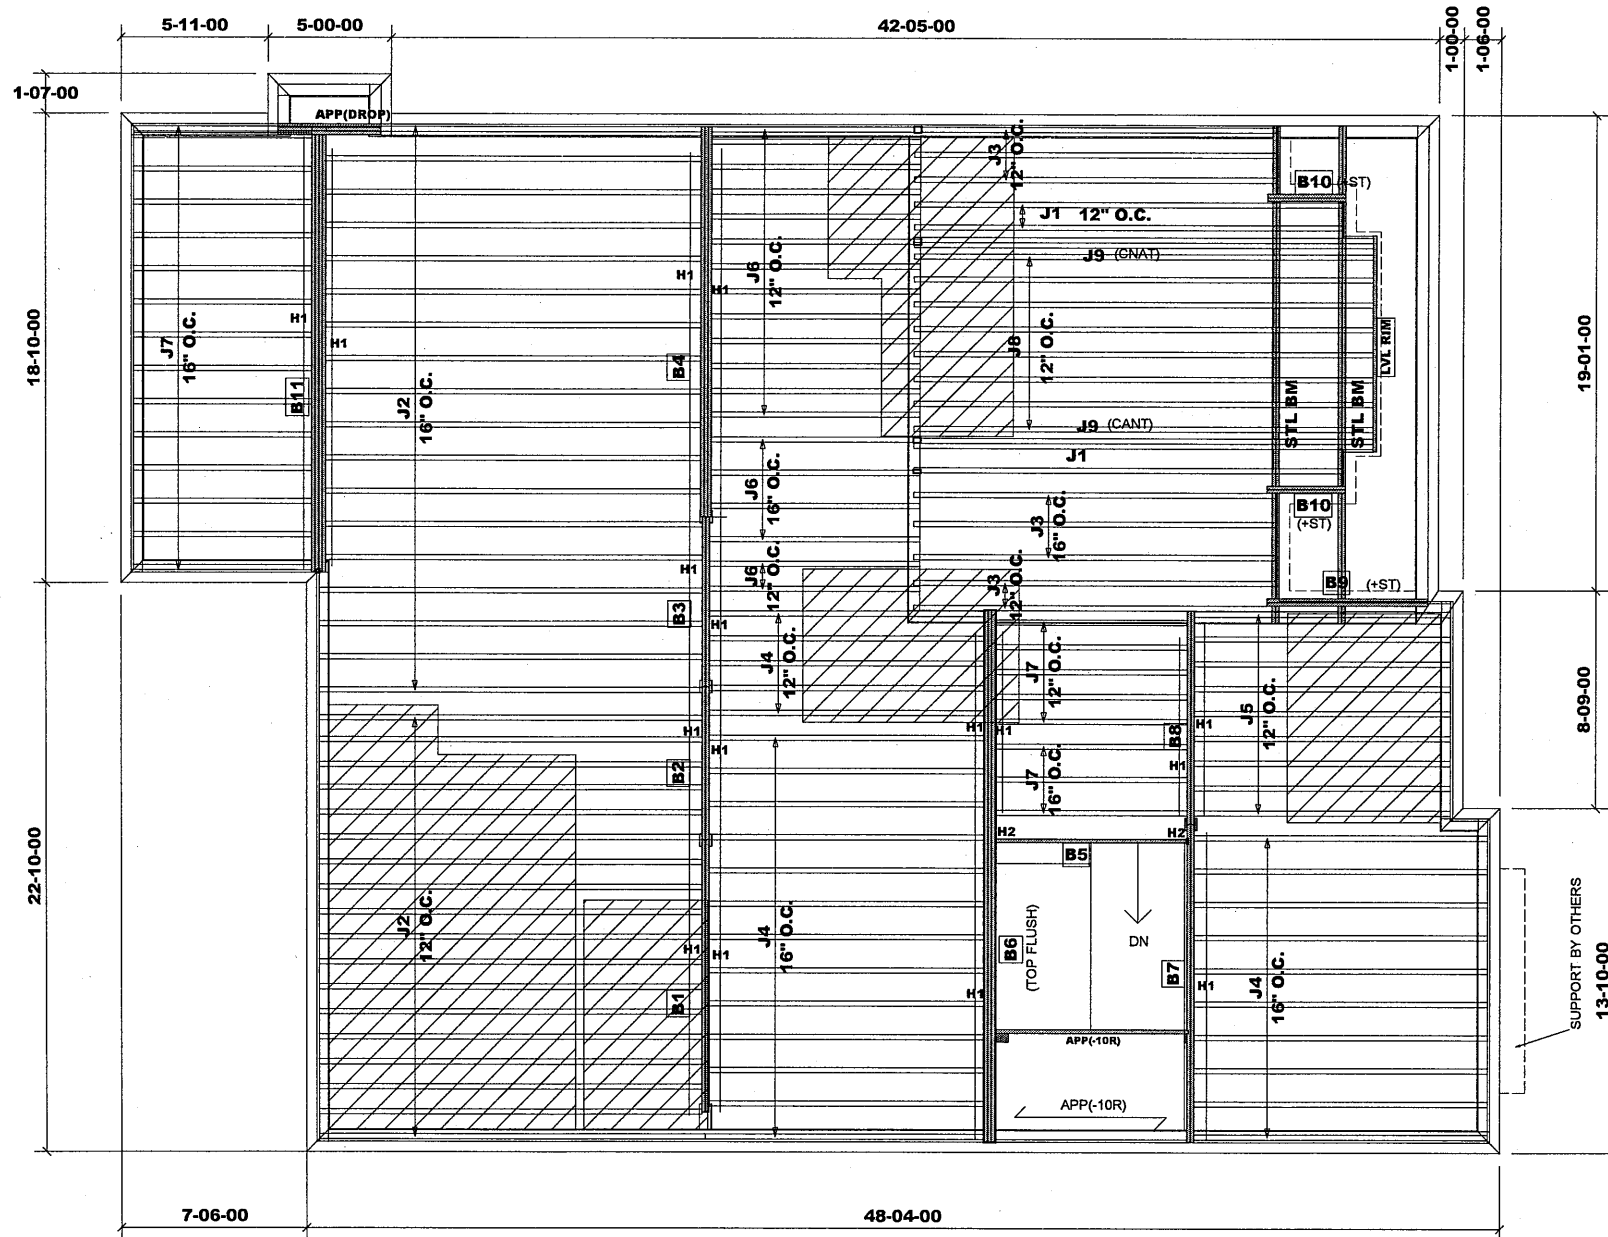 5-11-00
5-00-00
42-05-00
1-00-00
1-06-00
1-07-00
APP(DROP)
18-10-00
22-10-00
7-06-00
48-04-00
19-01-00
8-09-00
13-10-00
J7
16" O.C.
H1
B11
H1
J2
16" O.C.
H1
B4
H1
J6
12" O.C.
J3
12" O.C.
J1 12" O.C.
J9 (CNAT)
J8
12" O.C.
J9 (CANT)
J1
B10 (+ST)
STL BM
STL BM
LVL RIM
B10
(+ST)
B9 (+ST)
J6
16" O.C.
J6
12" O.C.
J3
16" O.C.
J3
12" O.C.
H1
B3
H1
J4
12" O.C.
J7
12" O.C.
H1
H1
J7
16" O.C.
B8
H1
H1
J5
12" O.C.
H1
B2
H1
H2
H2
B5
J2
12" O.C.
H1
H1
B1
J4
16" O.C.
H1
B6
(TOP FLUSH)
DN
B7
H1
APP(-10R)
APP(-10R)
J4
16" O.C.
SUPPORT BY OTHERS